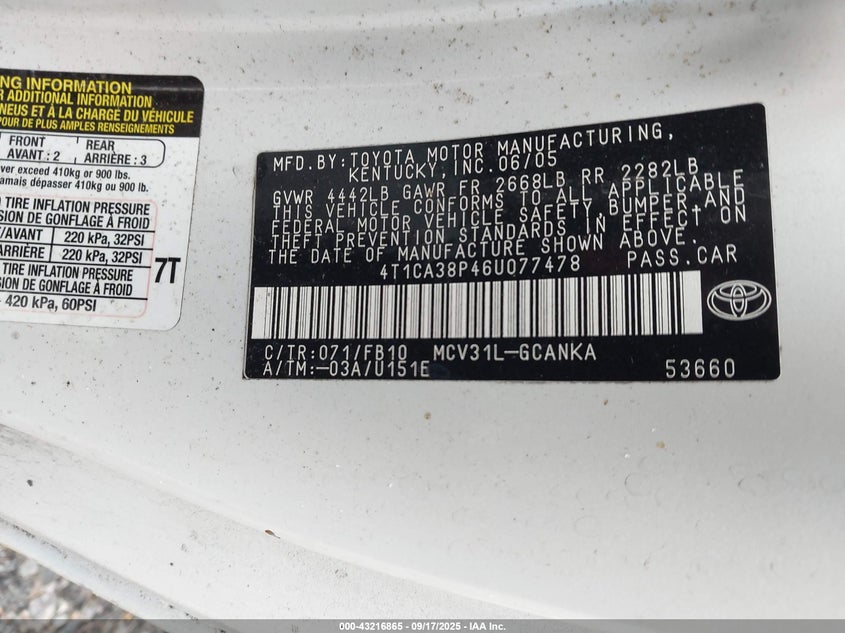 NG INFORMATION
R ADDITIONAL INFORMATION
NEUS ET À LA CHARGE DU VÉHICULE
POUR DE PLUS AMPLES RENSEIGNEMENTS
FRONT REAR
AVANT : 2 ARRIÈRE : 3
ver exceed 410kg or 900 lbs.
jamais dépasser 410kg ou 900 lb.
TIRE INFLATION PRESSURE
SION DE GONFLAGE À FROID
/AVANT 220 kPa, 32PSI
ARRIÈRE 220 kPa, 32PSI
TIRE INFLATION PRESSURE
SION DE GONFLAGE À FROID
420 kPa, 60PSI
7T
MFD.BY:TOYOTA MOTOR MANUFACTURING,
KENTUCKY,INC.06/05
GVWR 4442LB GAWR FR 2668LB RR 2282LB
THIS VEHICLE CONFORMS TO ALL APPLICABLE
FEDERAL MOTOR VEHICLE SAFETY,BUMPER,AND
THEFT PREVENTION STANDARDS IN EFFECT ON
THE DATE OF MANUFACTURE SHOWN ABOVE.
4T1CA38P46U077478 PASS.CAR
C/TR:071/FB10 MCV31L-GCANKA
A/TM:-03A/U151E
53660
000-43216865 - 09/17/2025 - IAA Inc.